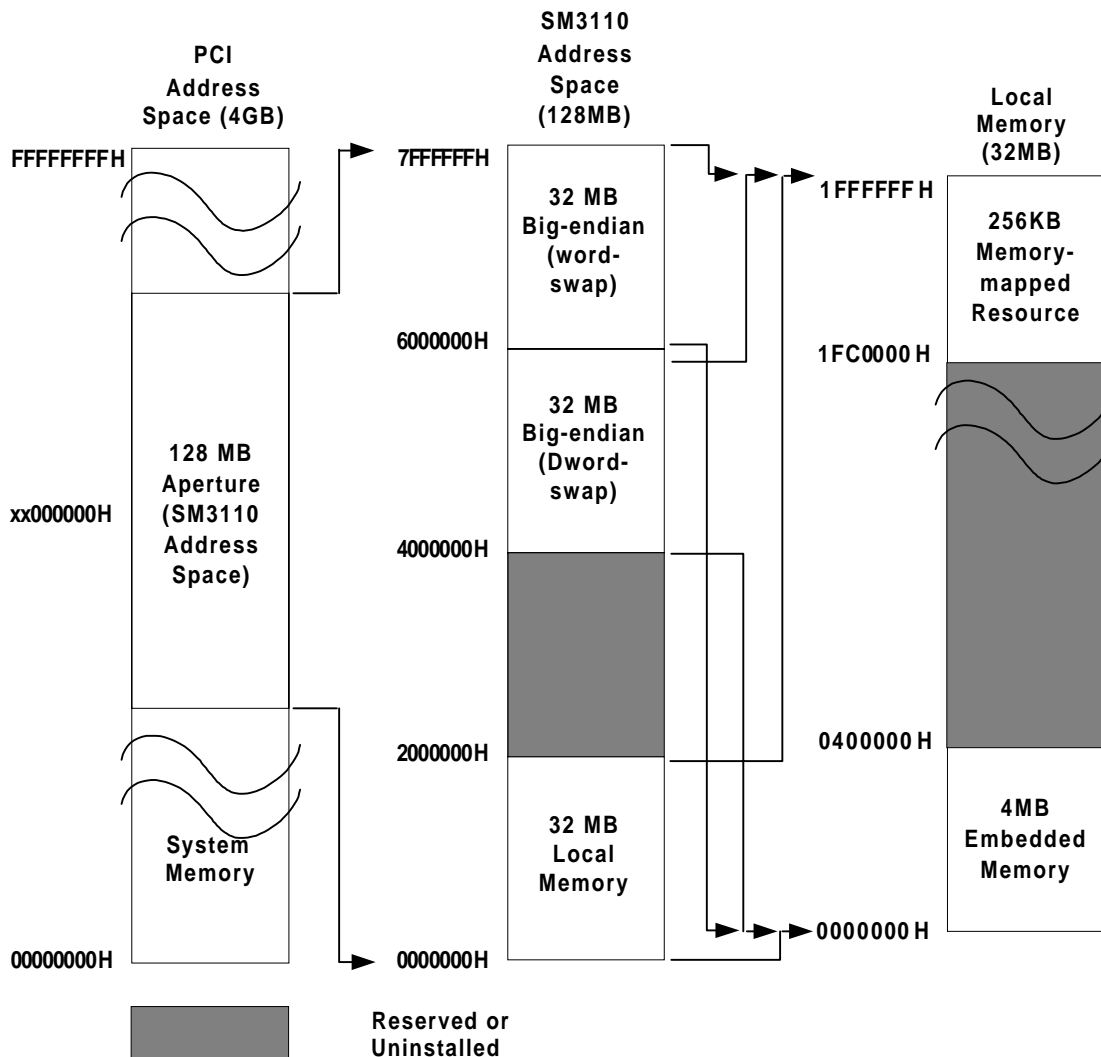 PCI
Address
Space (4GB)
FFFFFFFFH
128 MB
Aperture
(SM3110
Address
Space)
xx000000H
System
Memory
00000000H
SM3110
Address
Space
(128MB)
7FFFFFFH
32 MB
Big-endian
(word-
swap)
6000000H
32 MB
Big-endian
(Dword-
swap)
4000000H
2000000H
32 MB
Local
Memory
0000000H
Local
Memory
(32MB)
1FFFFFF H
256KB
Memory-
mapped
Resource
1FC0000 H
0400000 H
4MB
Embedded
Memory
0000000 H
Reserved or
Uninstalled